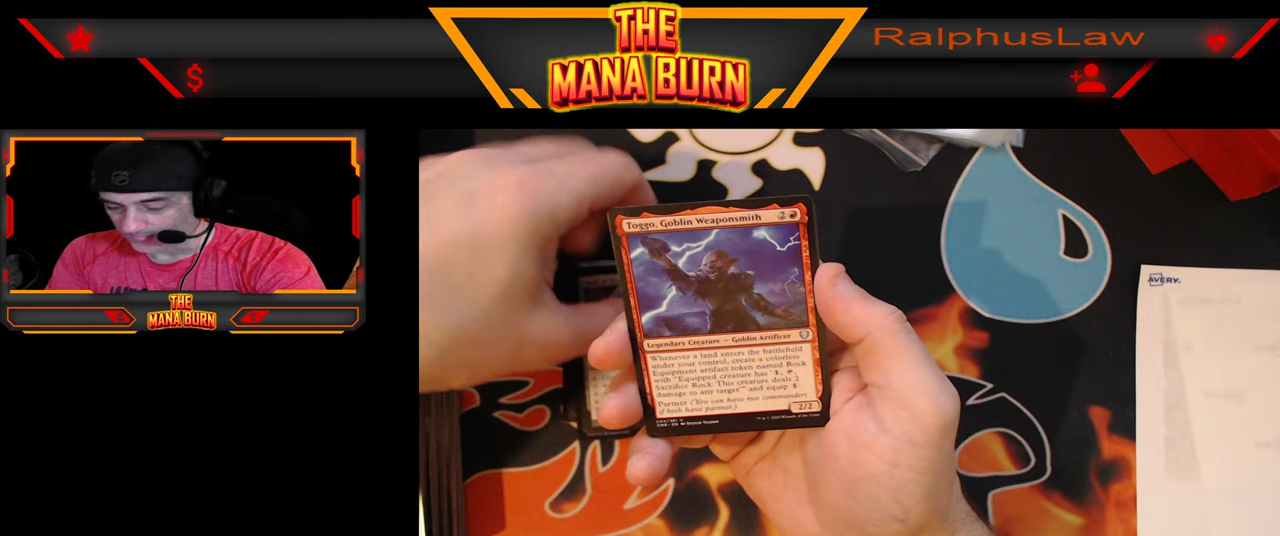 THE
MANA BURN
RalphusLaw
$
THE
MANA BURN
Toggo, Goblin Weaponsmith 2
Legendary Creature — Goblin Artificer
Whenever a land enters the battlefield
under your control, create a colorless
Equipment artifact token named Rock
with "Equipped creature has '1, T,
Sacrifice Rock: This creature deals 2
damage to any target'" and equip 1
Partner (You can have two commanders
if both have partner.)
2/2
AVERY